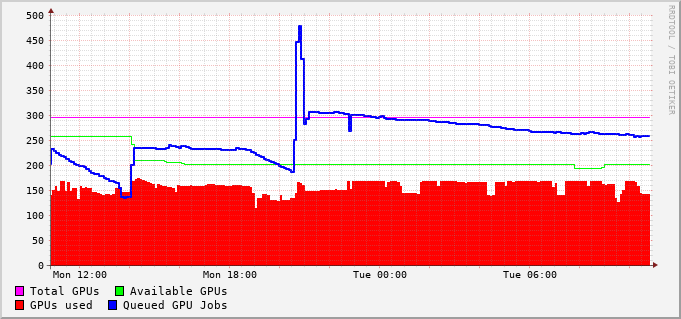 500
450
400
350
300
250
200
150
100
50
0
Mon 12:00 Mon 18:00 Tue 00:00 Tue 06:00
Total GPUs Available GPUs
GPUs used Queued GPU Jobs
RRDTOOL / TOBI OETIKER